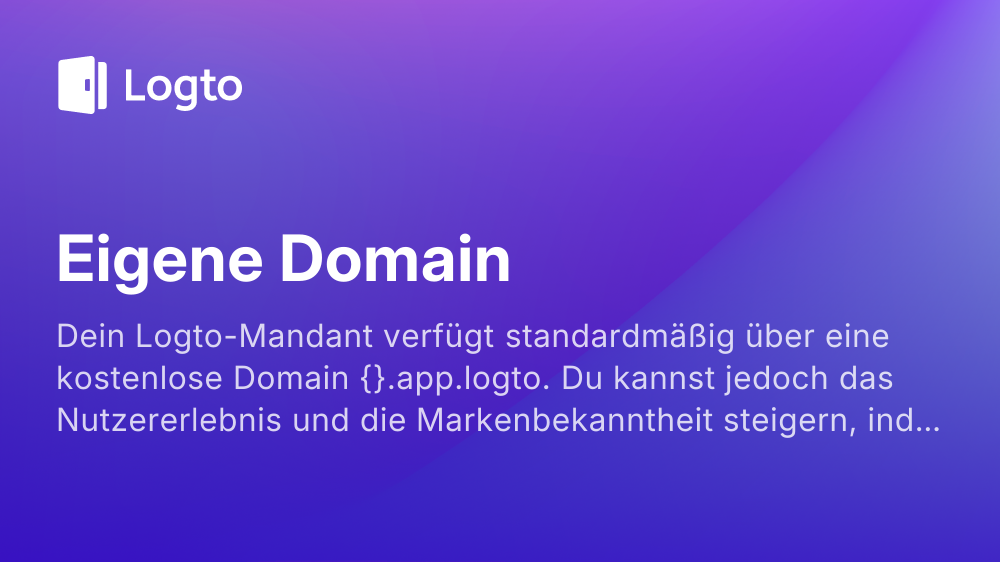 Logto
Eigene Domain
Dein Logto-Mandant verfügt standardmäßig über eine
kostenlose Domain {}.app.logto. Du kannst jedoch das
Nutzererlebnis und die Markenbekanntheit steigern, ind...